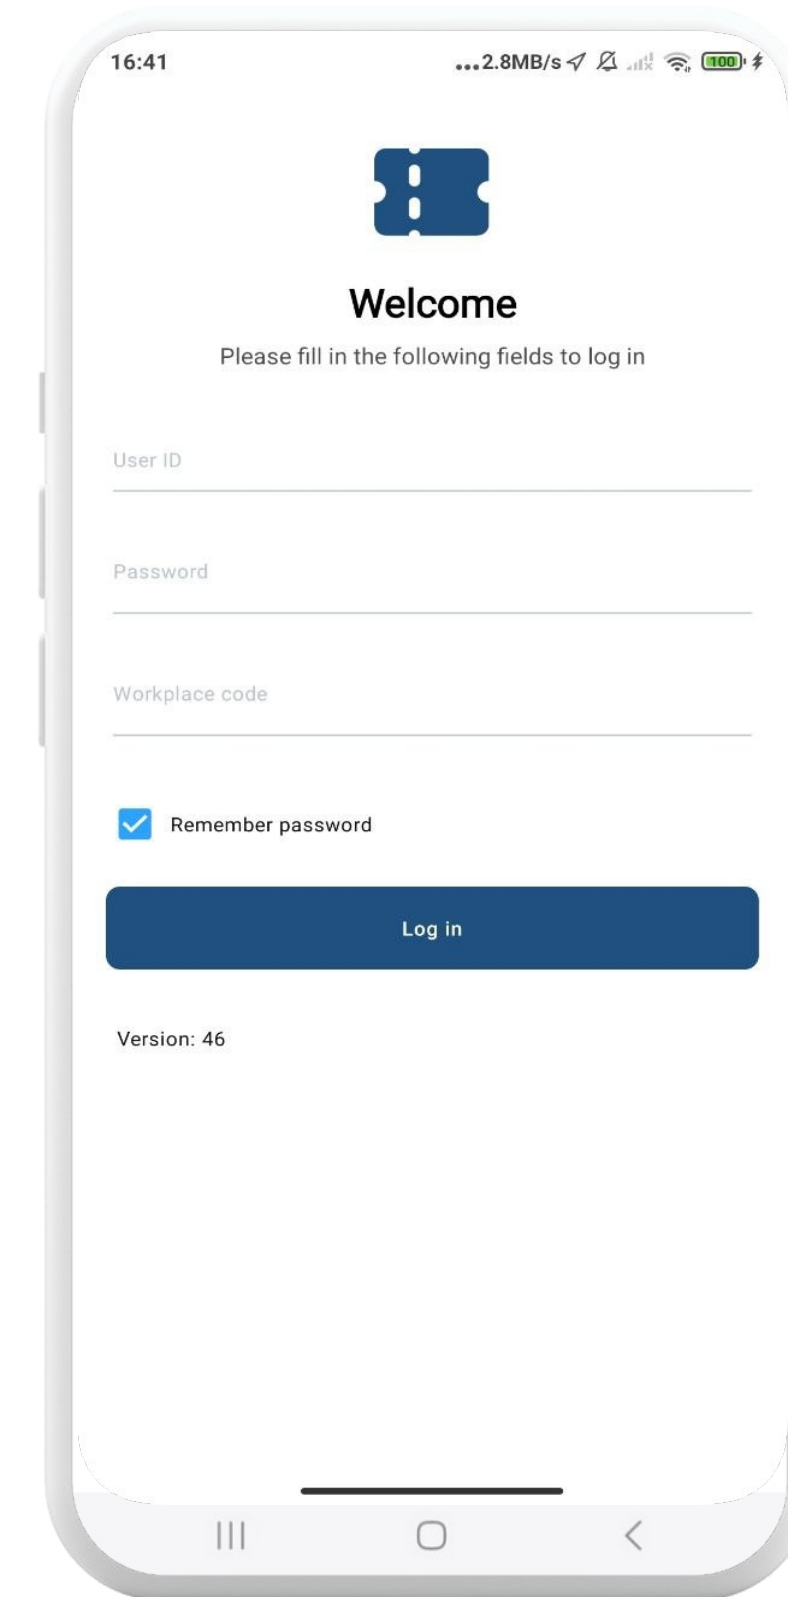 16:41 ...2.8MB/s 100
Welcome
Please fill in the following fields to log in
User ID
Password
Workplace code
Remember password
Log in
Version: 46